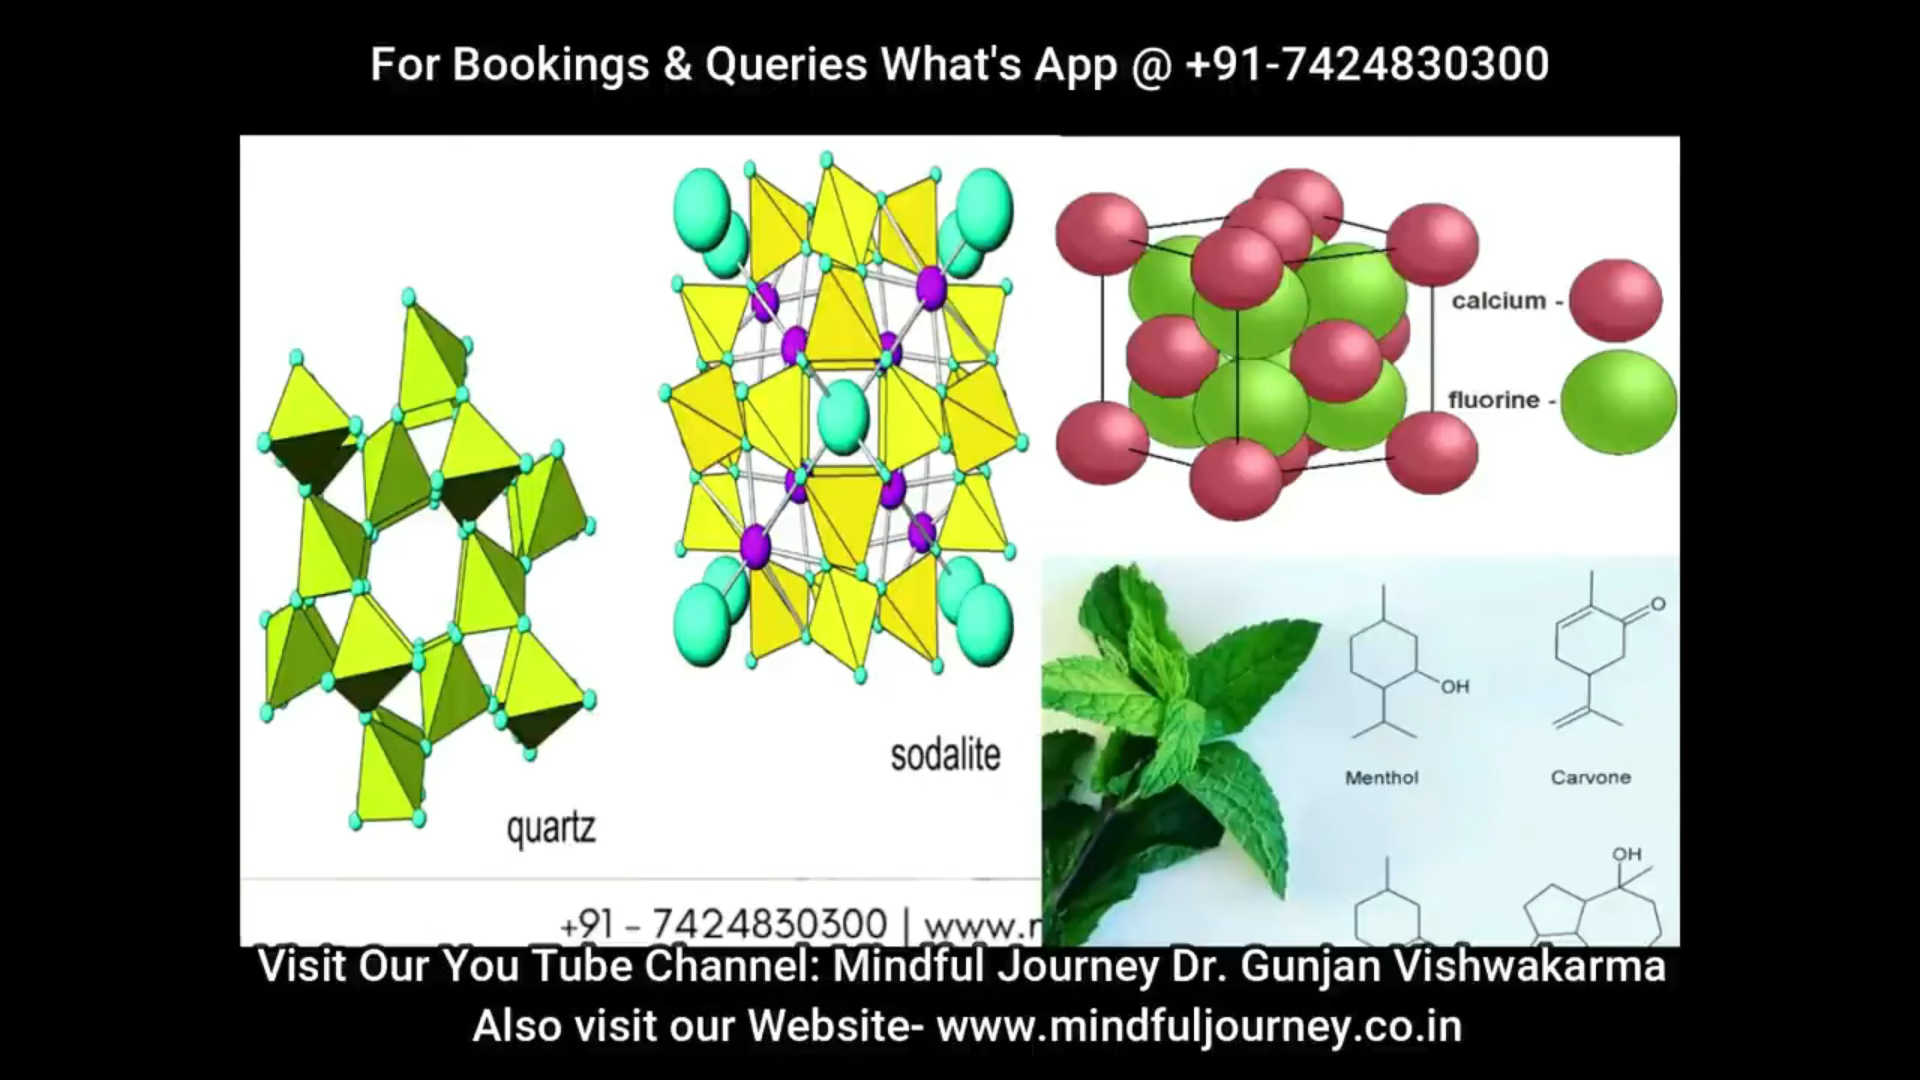 For Bookings & Queries What's App @ +91-7424830300
calcium -
fluorine -
O
OH
sodalite
Menthol
Carvone
quartz
OH
+91 - 7424830300 | www.
Visit Our You Tube Channel: Mindful Journey Dr. Gunjan Vishwakarma
Also visit our Website- www.mindfuljourney.co.in